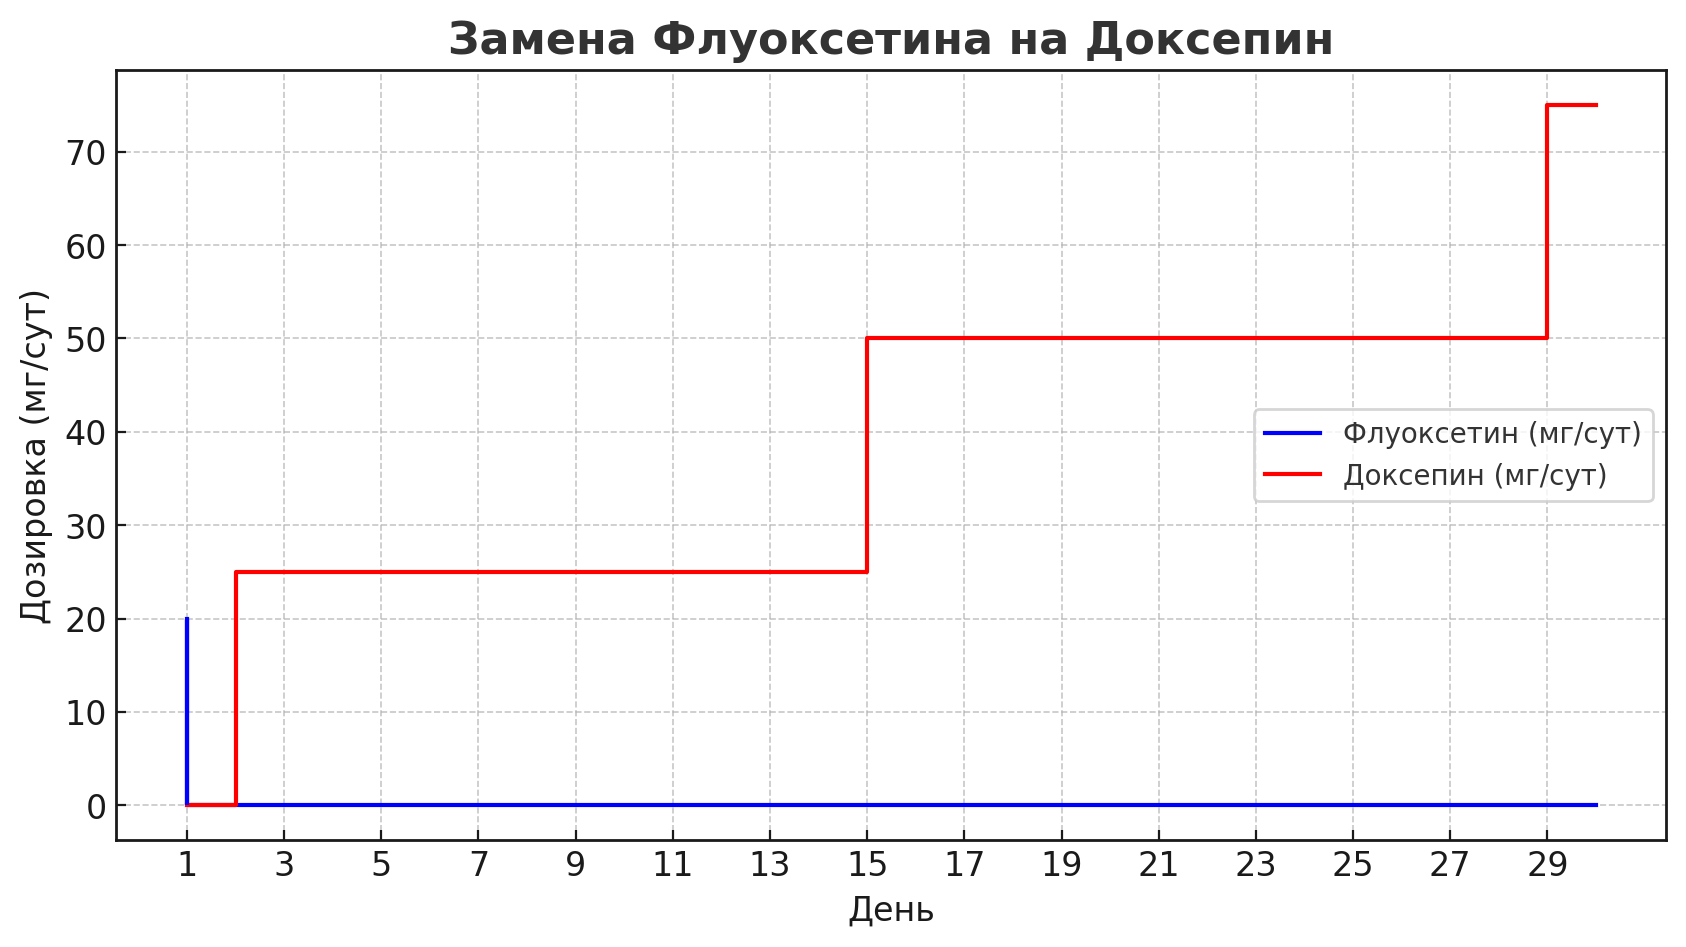 Замена Флуоксетина на Доксепин
Дозировка (мг/сут)
70
60
50
40
30
20
10
0
Флуоксетин (мг/сут)
Доксепин (мг/сут)
1 3 5 7 9 11 13 15 17 19 21 23 25 27 29
День